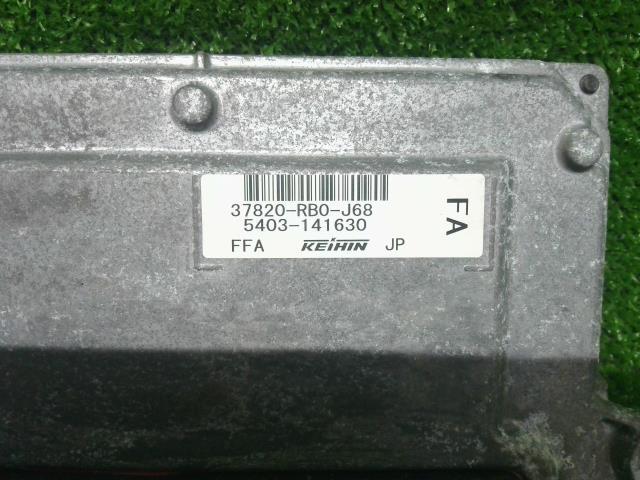 37820-RB0-J68
5403-141630
FFA KEIHIN JP
FA